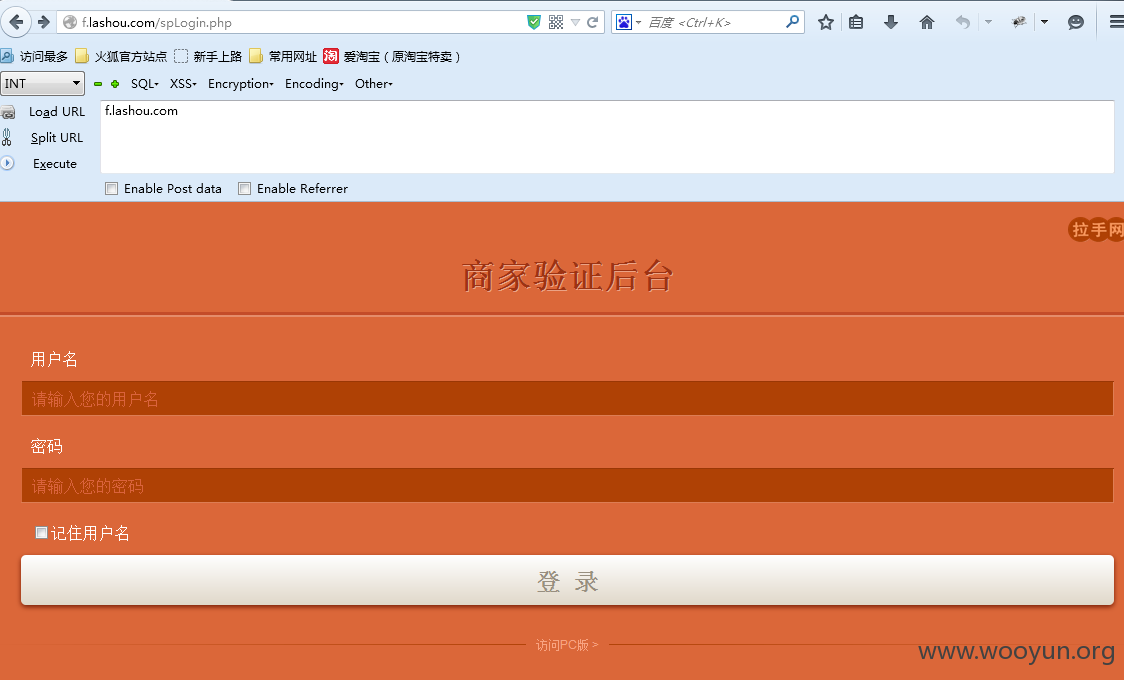 f.lashou.com/spLogin.php
百度 <Ctrl+K>
访问最多 火狐官方站点 新手上路 常用网址 淘 爱淘宝（原淘宝特卖）
INT SQL XSS Encryption Encoding Other
Load URL f.lashou.com
Split URL
Execute
Enable Post data Enable Referrer
拉手网
商家验证后台
用户名
请输入您的用户名
密码
请输入您的密码
记住用户名
登 录
访问PC版 >
www.wooyun.org